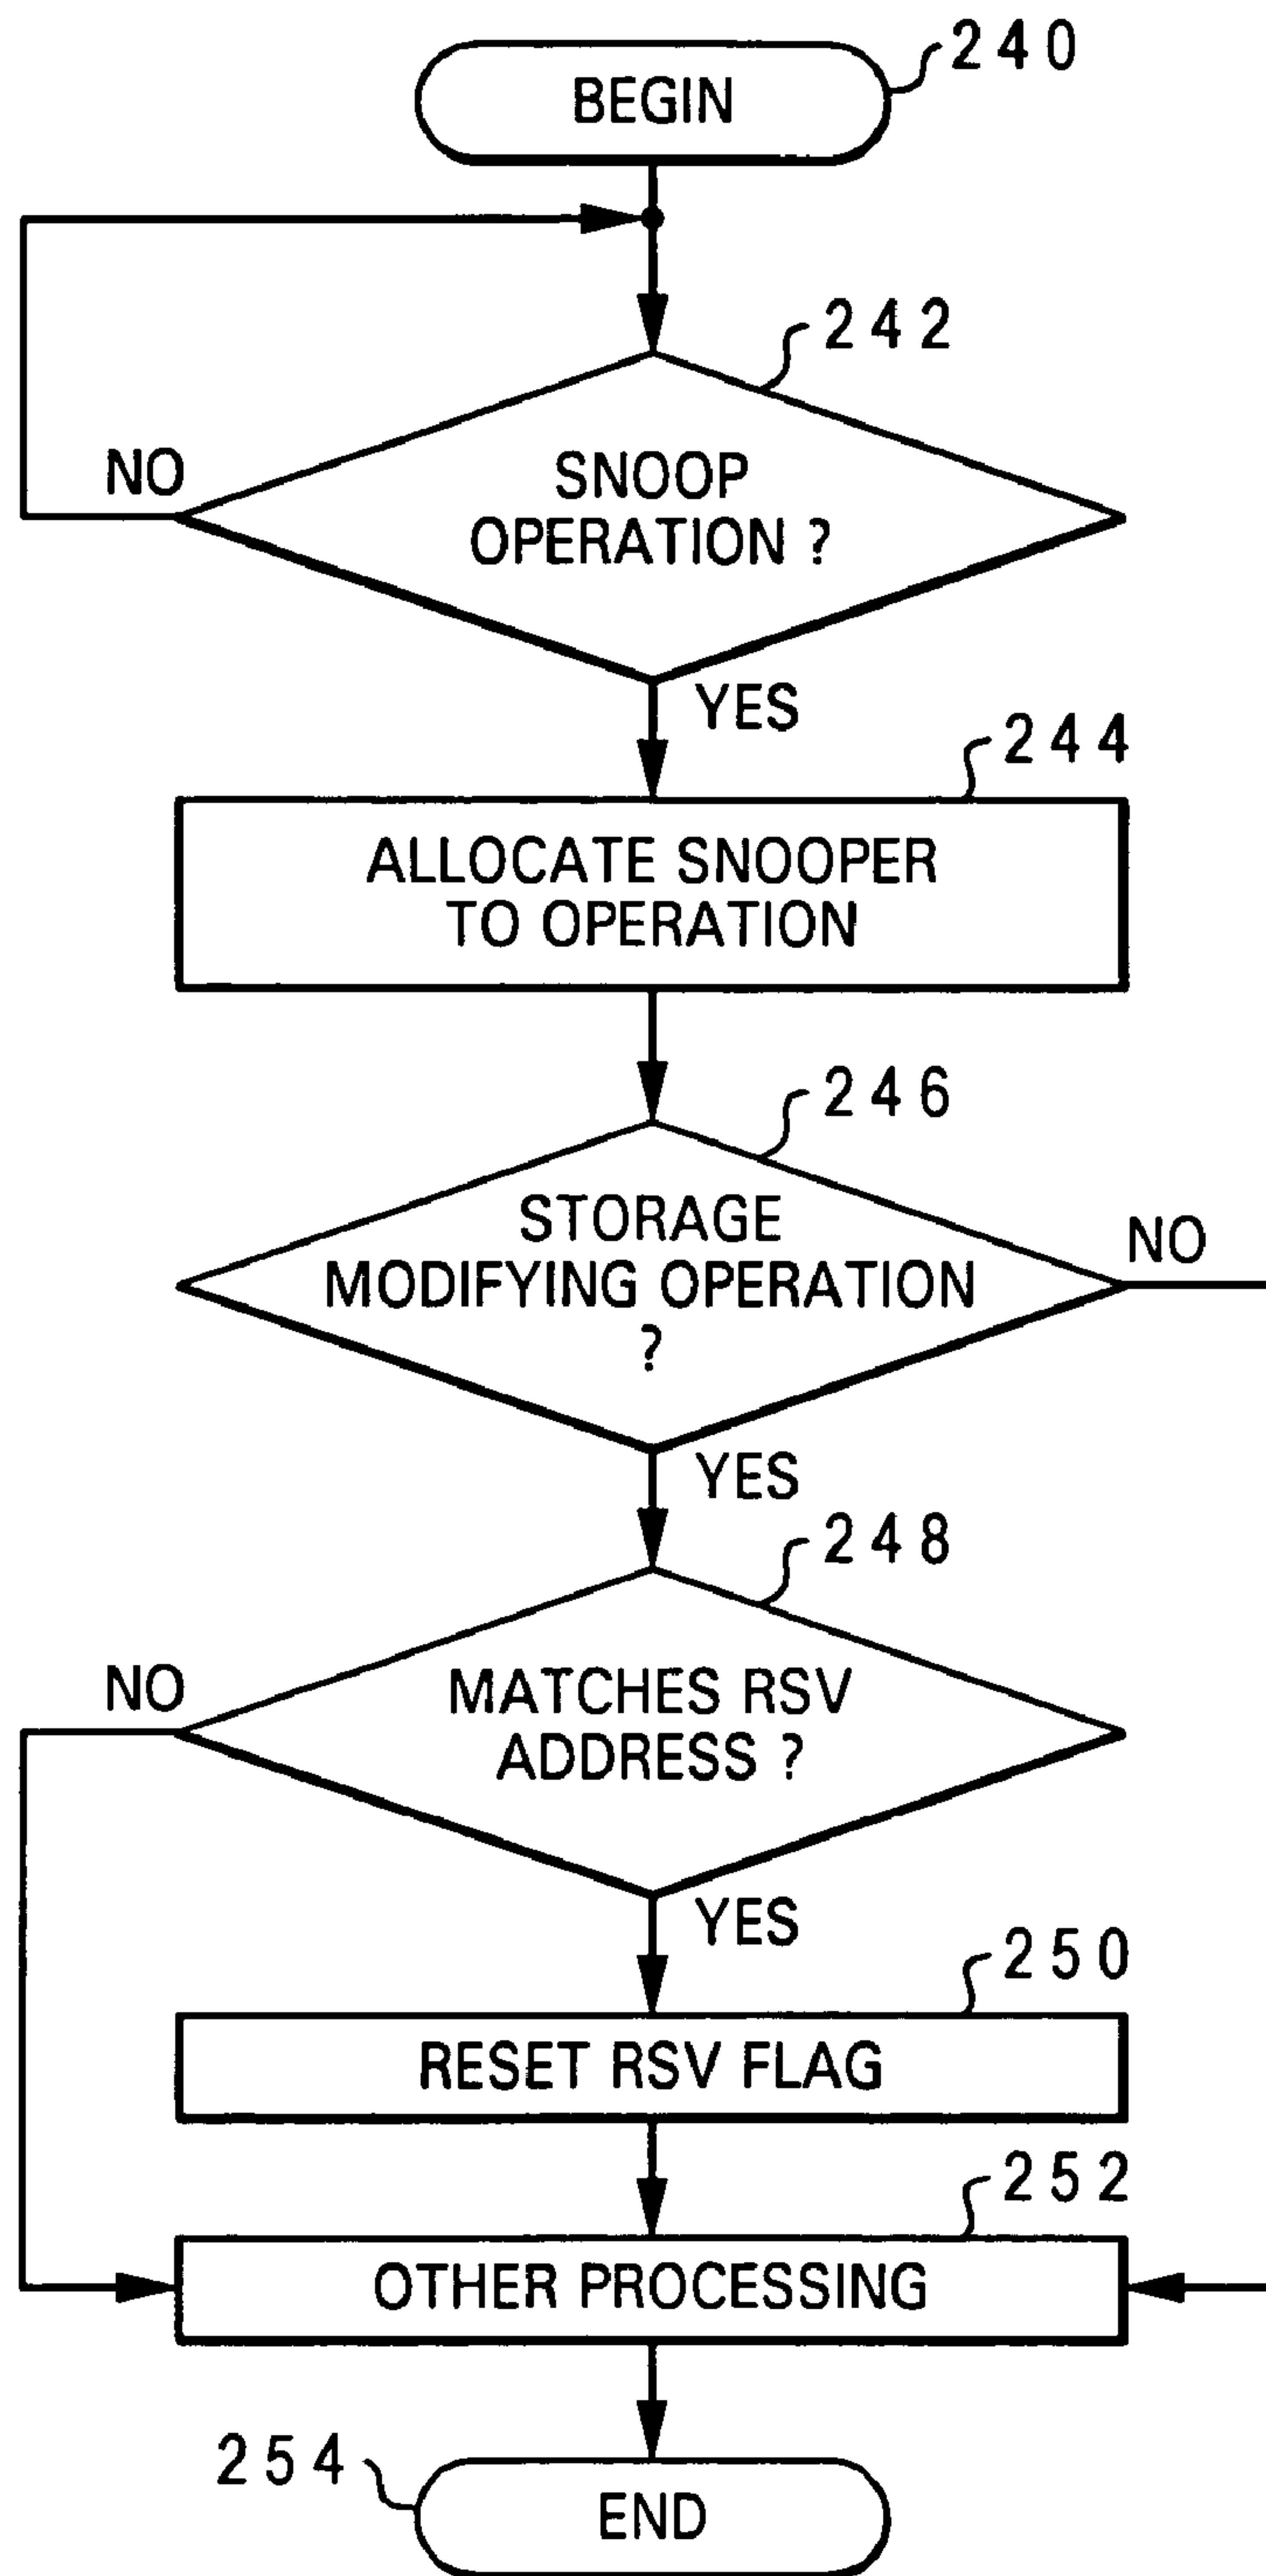 240
BEGIN
242
NO
SNOOP
OPERATION ?
YES
244
ALLOCATE SNOOPER
TO OPERATION
246
STORAGE
MODIFYING OPERATION
?
NO
YES
248
NO
MATCHES RSV
ADDRESS ?
YES
250
RESET RSV FLAG
252
OTHER PROCESSING
254
END